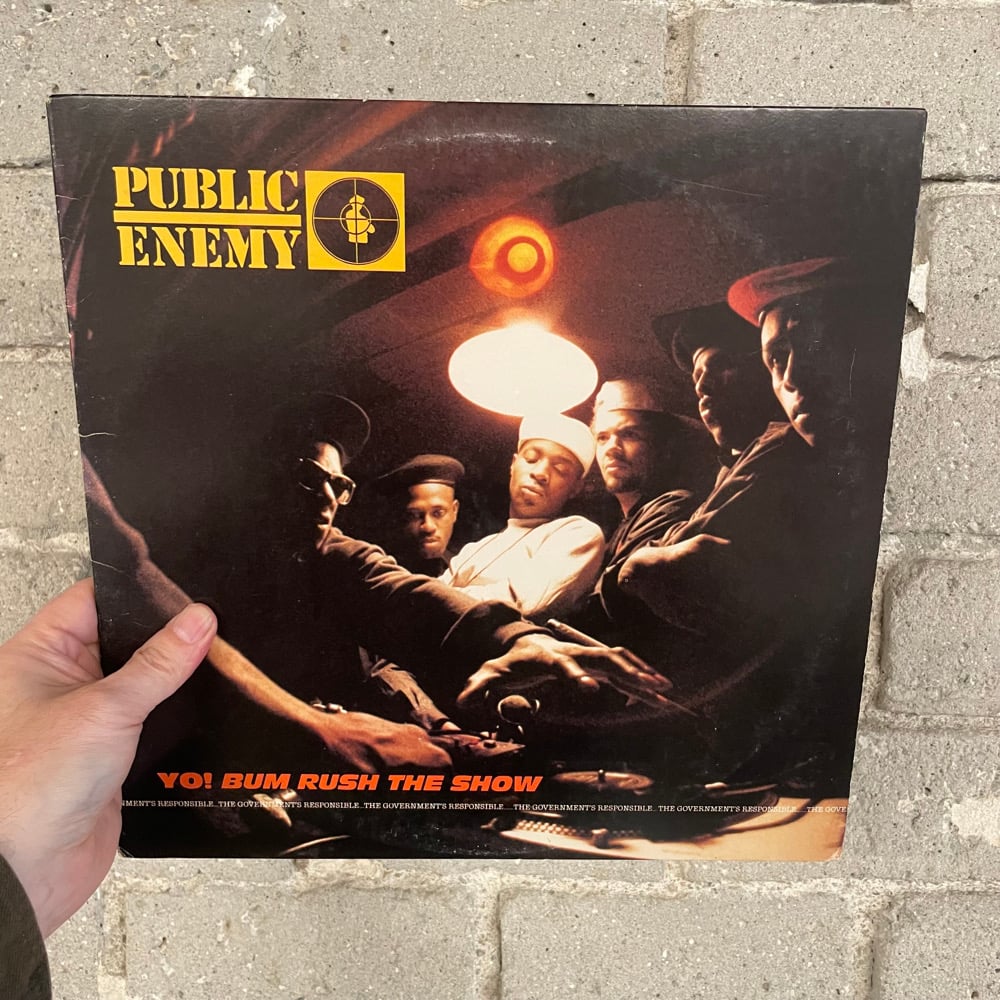 PUBLIC
ENEMY
YO! BUM RUSH THE SHOW
NMENT'S RESPONSIBLE...THE GOVERNMENT'S RESPONSIBLE...THE GOVERNMENT'S RESPONSIBLE......THE GOVERNMENT'S RESPONSIBLE...THE GOVERNMENT'S RESPONSIBLE......THE GOVE